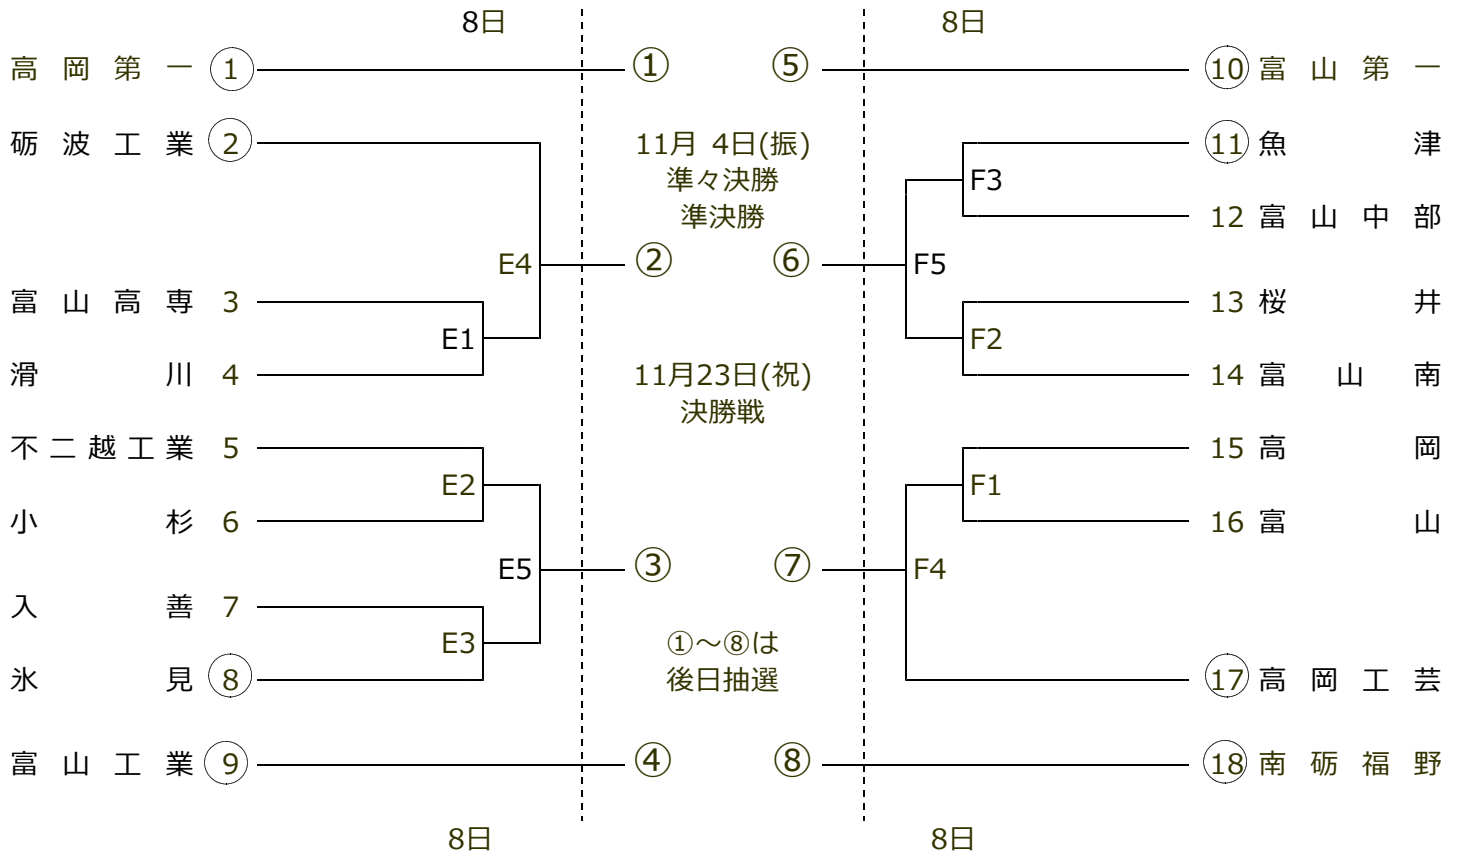 8日 8日
高岡第一 1 ① ⑤ 10 富山第一
砺波工業 2 11月 4日(振) 11 魚津
準々決勝 F3
準決勝 12 富山中部
E4 ② ⑥ F5
富山高専 3 13 桜井
E1 F2
滑川 4 11月23日(祝) 14 富山南
決勝戦
不二越工業 5 15 高岡
E2 F1
小杉 6 16 富山
E5 ③ ⑦ F4
入善 7
E3 ①～⑧は
氷見 8 後日抽選 17 高岡工芸
富山工業 9 ④ ⑧ 18 南砺福野
8日 8日